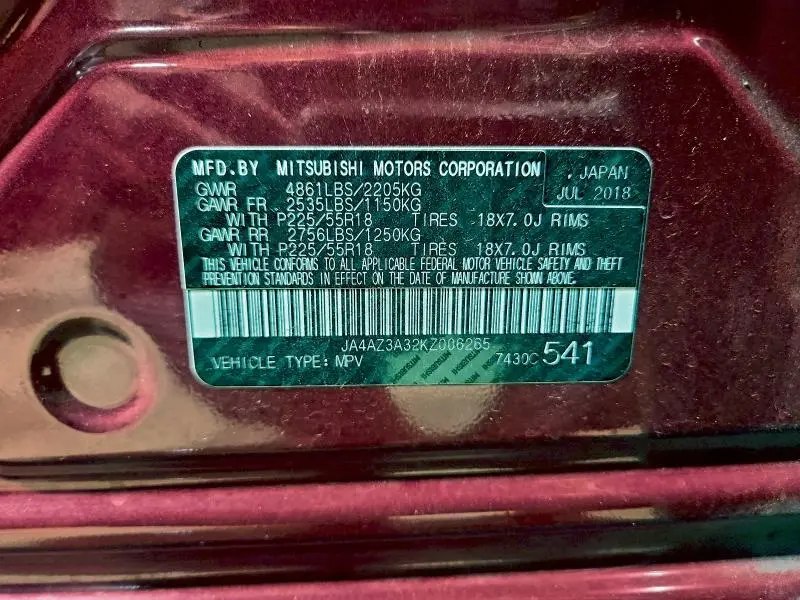 MFD.BY MITSUBISHI MOTORS CORPORATION , JAPAN
GVWR 4861LBS/2205KG JUL 2018
GAWR FR 2535LBS/1150KG
WITH P225/55R18 TIRES 18X7.0J RIMS
GAWR RR 2756LBS/1250KG
WITH P225/55R18 TIRES 18X7.0J RIMS
THIS VEHICLE CONFORMS TO ALL APPLICABLE FEDERAL MOTOR VEHICLE SAFETY AND THEFT
PREVENTION STANDARDS IN EFFECT ON THE DATE OF MANUFACTURE SHOWN ABOVE.
JA4AZ3A32KZ006265
VEHICLE TYPE: MPV 7430C 541